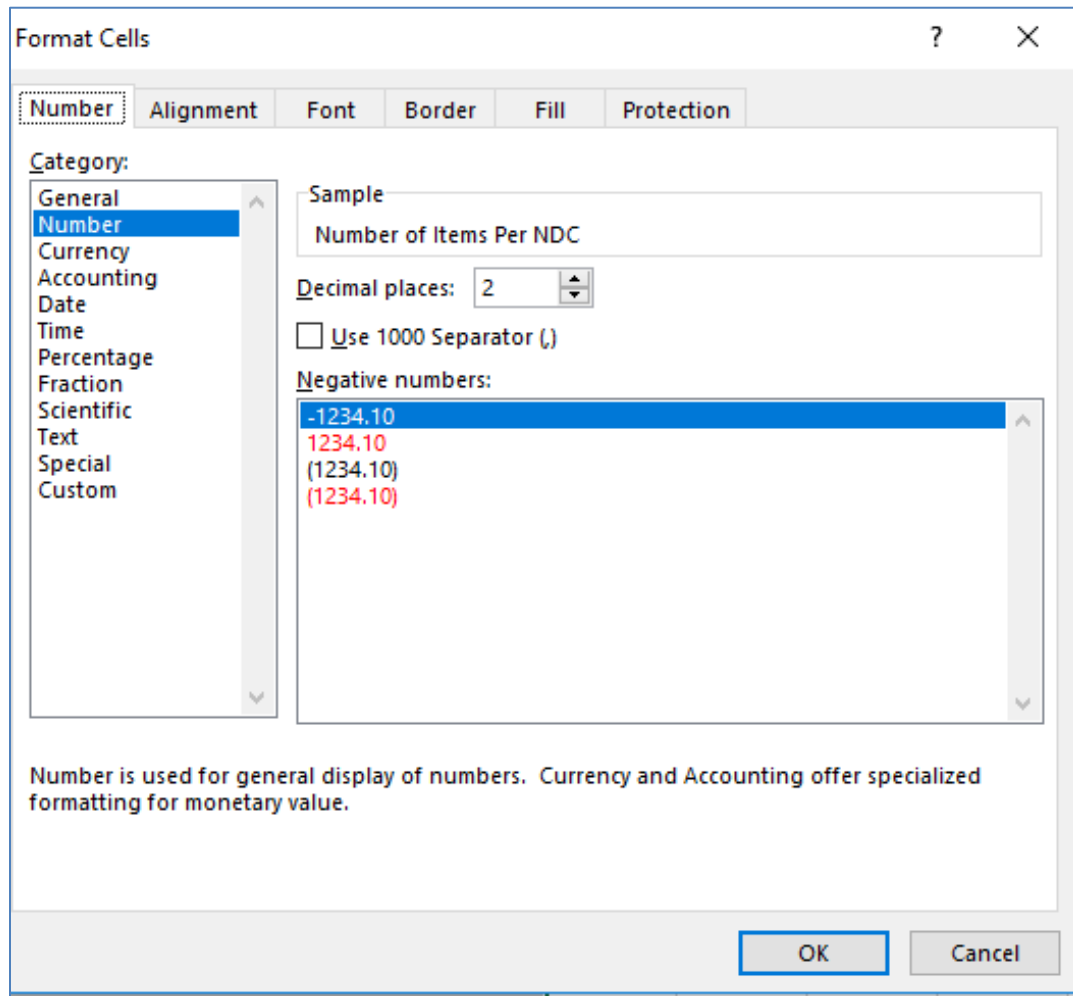 Format Cells ? X
Number Alignment Font Border Fill Protection
Category:
General
Number
Currency
Accounting
Date
Time
Percentage
Fraction
Scientific
Text
Special
Custom
Sample
Number of Items Per NDC
Decimal places: 2
Use 1000 Separator (,)
Negative numbers:
-1234.10
1234.10
(1234.10)
(1234.10)
Number is used for general display of numbers. Currency and Accounting offer specialized
formatting for monetary value.
OK Cancel